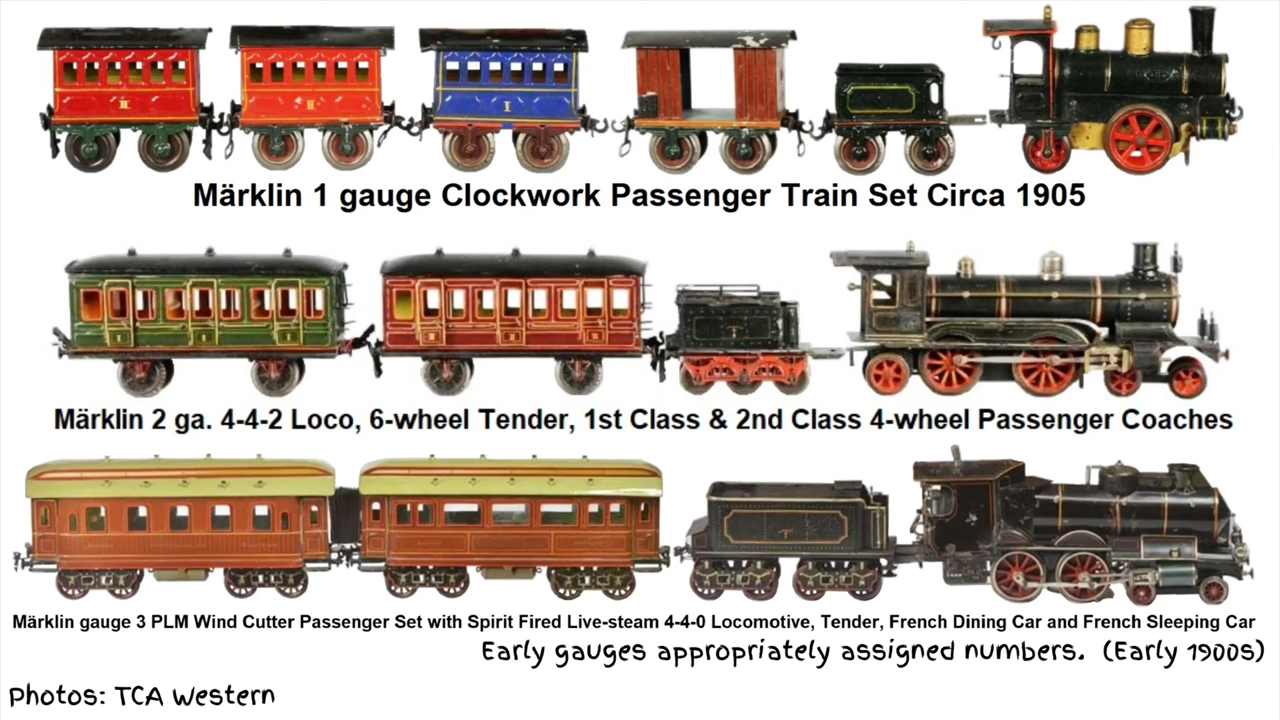 Märklin 1 gauge Clockwork Passenger Train Set Circa 1905
Märklin 2 ga. 4-4-2 Loco, 6-wheel Tender, 1st Class & 2nd Class 4-wheel Passenger Coaches
Märklin gauge 3 PLM Wind Cutter Passenger Set with Spirit Fired Live-steam 4-4-0 Locomotive, Tender, French Dining Car and French Sleeping Car
Early gauges appropriately assigned numbers. (Early 1900s)
Photos: TCA Western